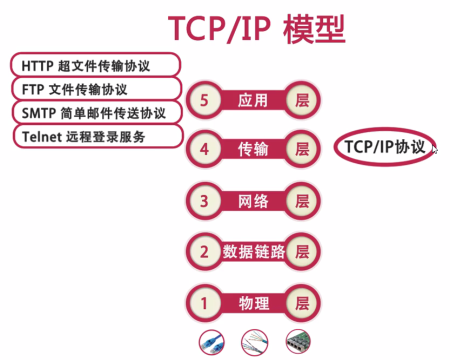 TCP/IP 模型
HTTP 超文件传输协议
FTP 文件传输协议
SMTP 简单邮件传送协议
Telnet 远程登录服务
5 应用 层
4 传输 层
TCP/IP协议
3 网络 层
2 数据链路 层
1 物理 层